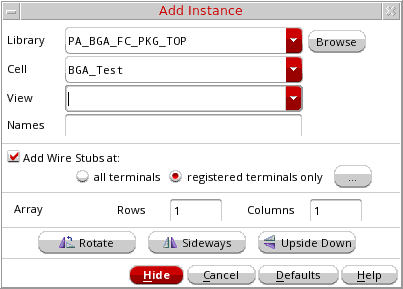 Add Instance
Library PA_BGA_FC_PKG_TOP Browse
Cell BGA_Test
View
Names
Add Wire Stubs at:
all terminals registered terminals only ...
Array Rows 1 Columns 1
Rotate Sideways Upside Down
Hide Cancel Defaults Help